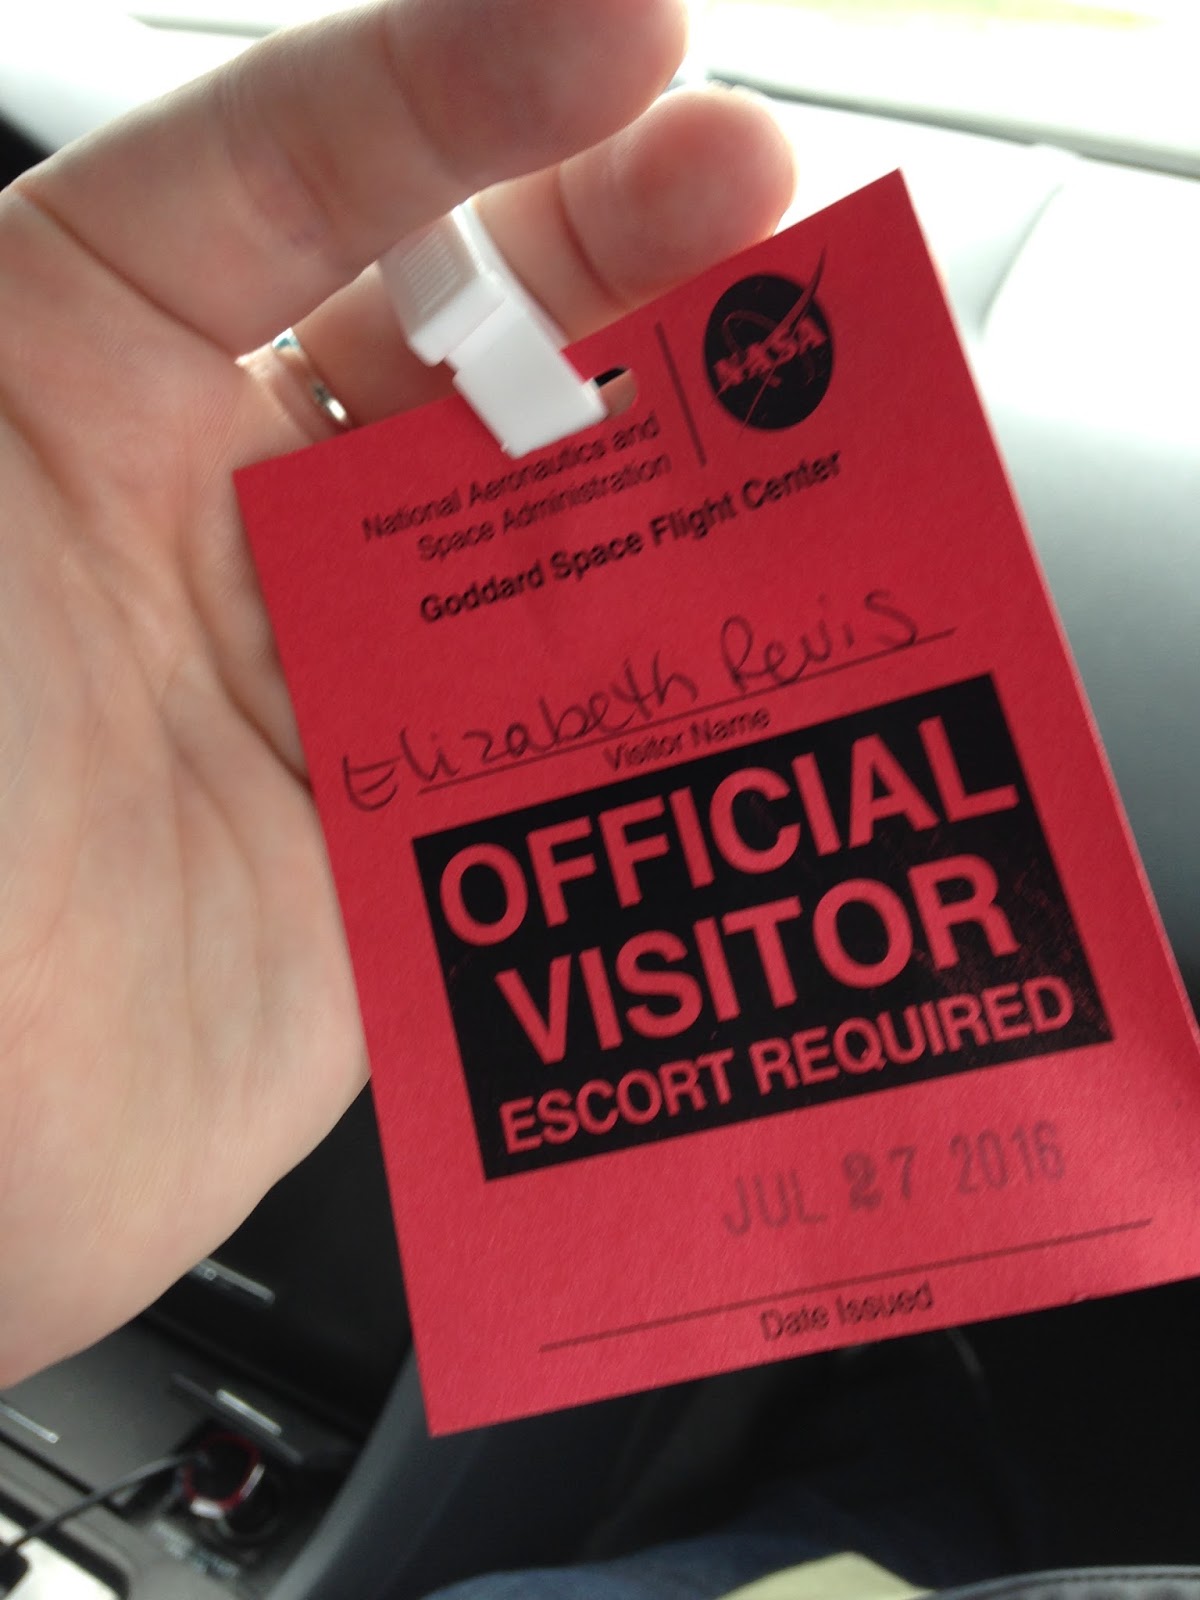 NASA
National Aeronautics and
Space Administration
Goddard Space Flight Center
Elizabeth Revis
Visitor Name
OFFICIAL
VISITOR
ESCORT REQUIRED
JUL 27 2016
Date Issued